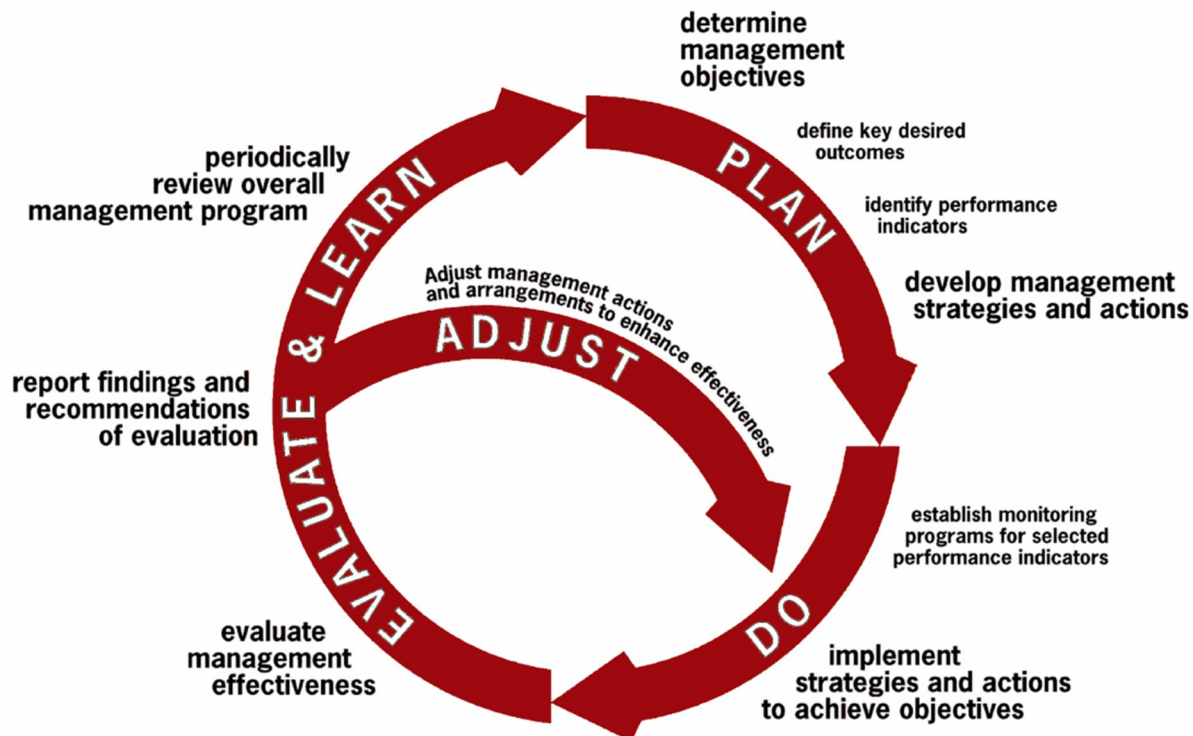 determine
management
objectives
define key desired
outcomes
PLAN
identify performance
indicators
develop management
strategies and actions
establish monitoring
programs for selected
performance indicators
DO
implement
strategies and actions
to achieve objectives
evaluate
management
effectiveness
EVALUATE & LEARN
report findings and
recommendations
of evaluation
periodically
review overall
management program
Adjust management actions
and arrangements to enhance effectiveness
ADJUST